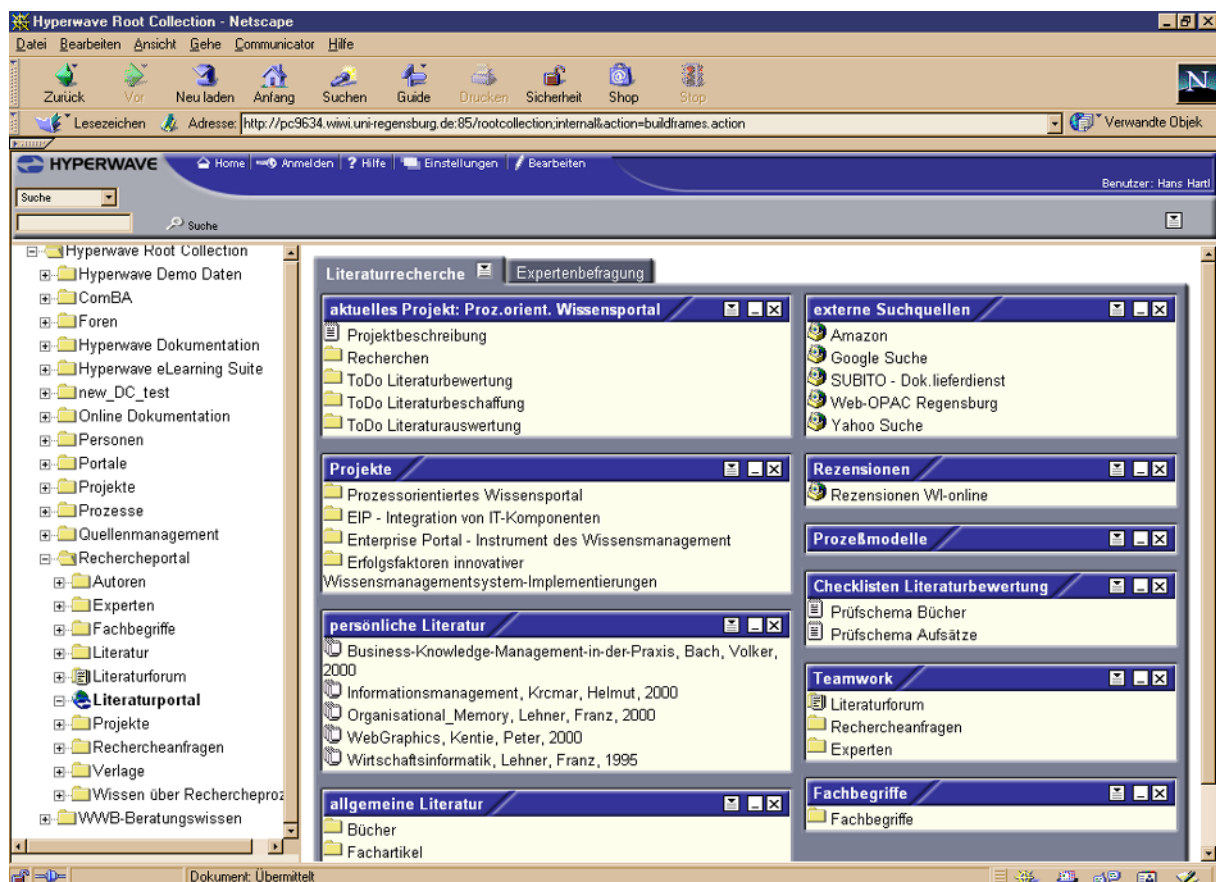 Hyperwave Root Collection - Netscape
Datei Bearbeiten Ansicht Gehe Communicator Hilfe
Zurück Vor Neu laden Anfang Suchen Guide Drucken Sicherheit Shop Stop
N
Lesezeichen Adresse: http://pc9634.wiwi.uni-regensburg.de:85/rootcollection;internal&action=buildframes.action Verwandte Objek
HYPERWAVE Home Anmelden ? Hilfe Einstellungen Bearbeiten
Benutzer: Hans Hartl
Suche
Suche
Hyperwave Root Collection
Hyperwave Demo Daten
ComBA
Foren
Hyperwave Dokumentation
Hyperwave eLearning Suite
new_DC_test
Online Dokumentation
Personen
Portale
Projekte
Prozesse
Quellenmanagement
Rechercheportal
Autoren
Experten
Fachbegriffe
Literatur
Literaturforum
Literaturportal
Projekte
Rechercheanfragen
Verlage
Wissen über Rechercheproz
WWB-Beratungswissen
Literaturrecherche Expertenbefragung
aktuelles Projekt: Proz.orient. Wissensportal
Projektbeschreibung
Recherchen
ToDo Literaturbewertung
ToDo Literaturbeschaffung
ToDo Literaturauswertung
Projekte
Prozessorientiertes Wissensportal
EIP - Integration von IT-Komponenten
Enterprise Portal - Instrument des Wissensmanagement
Erfolgsfaktoren innovativer
Wissensmanagementsystem-Implementierungen
persönliche Literatur
Business-Knowledge-Management-in-der-Praxis, Bach, Volker,
2000
Informationsmanagement, Krcmar, Helmut, 2000
Organisational_Memory, Lehner, Franz, 2000
WebGraphics, Kentie, Peter, 2000
Wirtschaftsinformatik, Lehner, Franz, 1995
allgemeine Literatur
Bücher
Fachartikel
externe Suchquellen
Amazon
Google Suche
SUBITO - Dok.lieferdienst
Web-OPAC Regensburg
Yahoo Suche
Rezensionen
Rezensionen WI-online
Prozeßmodelle
Checklisten Literaturbewertung
Prüfschema Bücher
Prüfschema Aufsätze
Teamwork
Literaturforum
Rechercheanfragen
Experten
Fachbegriffe
Fachbegriffe
Dokument: Übermittelt